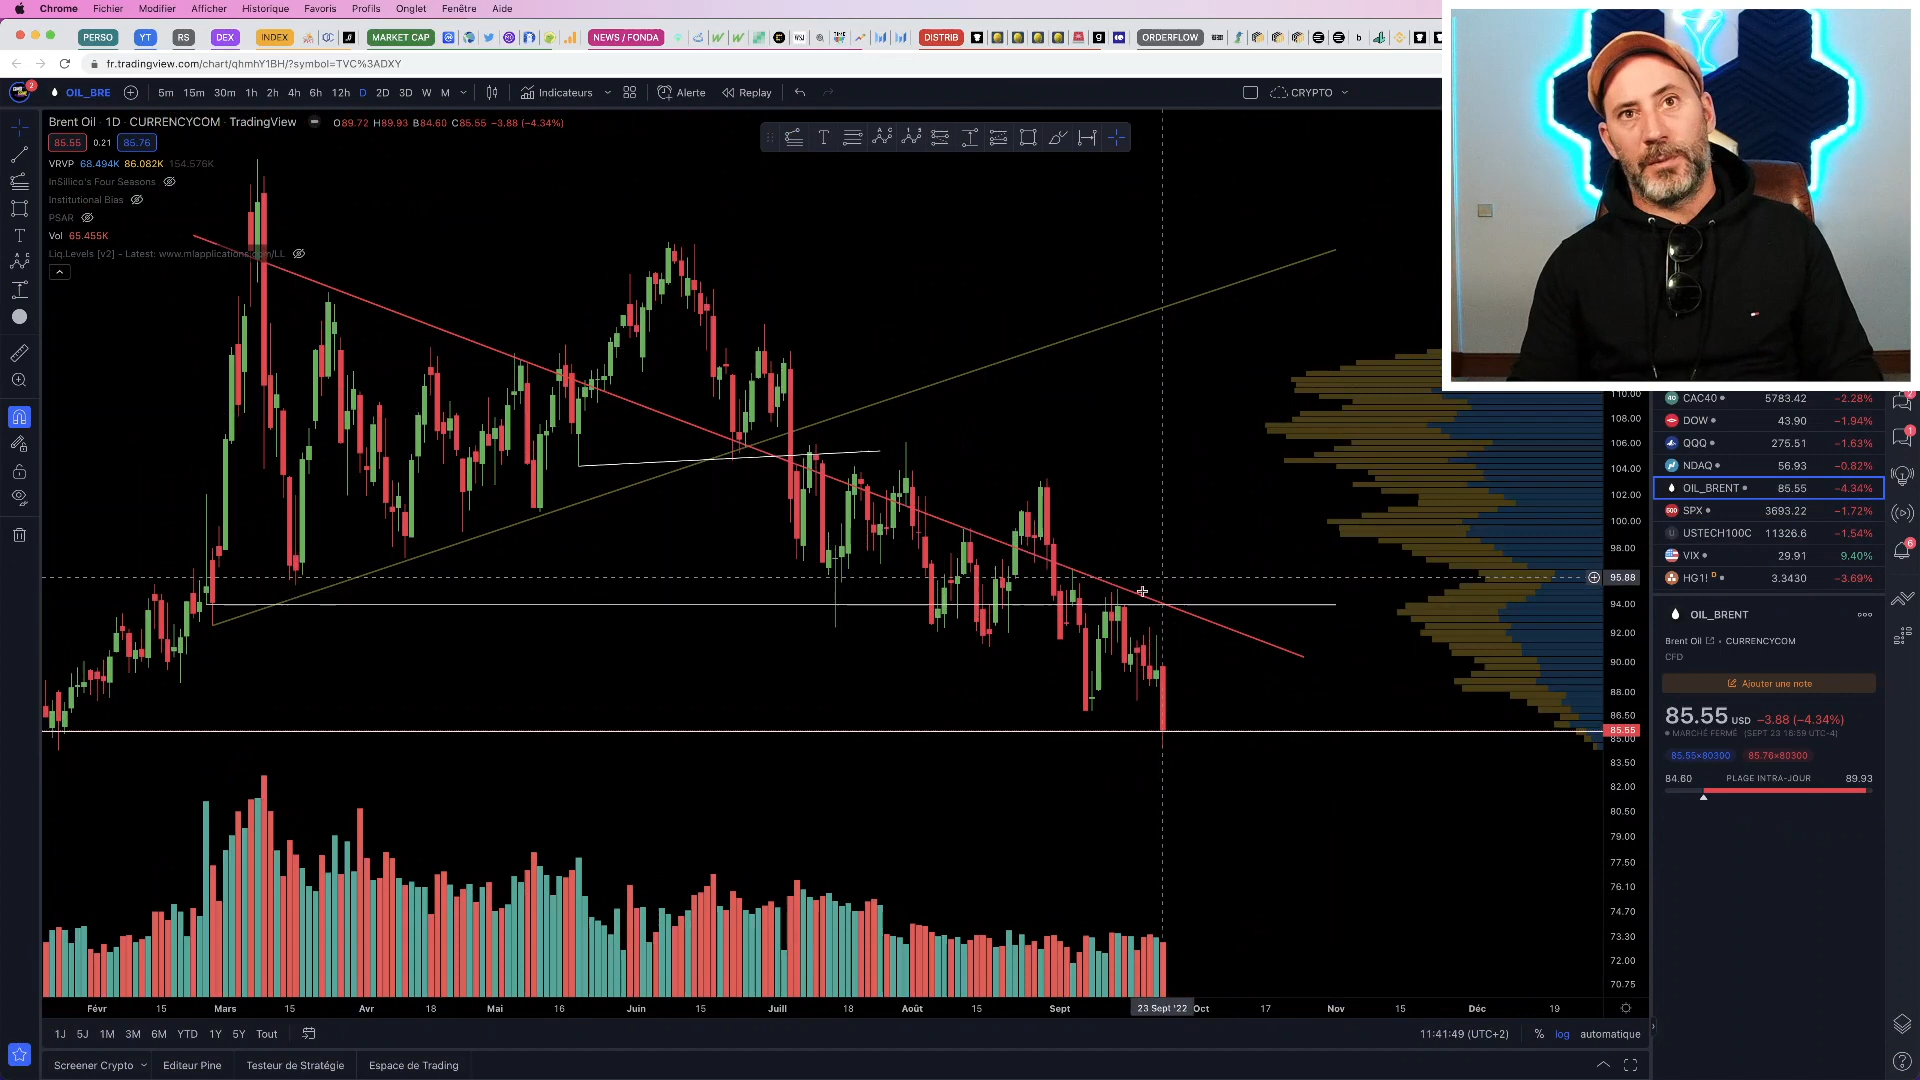 Chrome Fichier Modifier Afficher Historique Favoris Profils Onglet Fenêtre Aide
PERSO YT RS DEX INDEX MARKET CAP NEWS / FONDA DISTRIB ORDERFLOW
fr.tradingview.com/chart/qhmhY1BH/?symbol=TVC%3ADXY
2 OIL_BRE 5m 15m 30m 1h 2h 4h 6h 12h D 2D 3D W M Indicateurs Alerte Replay CRYPTO
Brent Oil · 1D · CURRENCYCOM · TradingView O89.72 H89.93 B84.60 C85.55 −3.88 (−4.34%)
85.55 0.21 85.76
VRVP 68.494K 86.082K 154.576K
InSillico's Four Seasons
Institutional Bias
PSAR
Vol 65.455K
Liq.Levels [v2] - Latest: www.mlapplications.com/LL
110.00
108.00
106.00
104.00
102.00
100.00
98.00
95.88
94.00
92.00
90.00
88.00
86.50
85.55
85.00
83.50
82.00
80.50
79.00
77.50
76.10
74.70
73.30
72.00
70.75
CAC40 5783.42 −2.28%
DOW 43.90 −1.94%
QQQ 275.51 −1.63%
NDAQ 56.93 −0.82%
OIL_BRENT 85.55 −4.34%
SPX 3693.22 −1.72%
USTECH100C 11326.6 −1.54%
VIX 29.91 9.40%
HG1! D 3.3430 −3.69%
OIL_BRENT
Brent Oil • CURRENCYCOM
CFD
Ajouter une note
85.55 USD −3.88 (−4.34%)
MARCHÉ FERMÉ (SEPT 23 16:59 UTC-4)
85.55×80300 85.76×80300
84.60 PLAGE INTRA-JOUR 89.93
Févr 15 Mars 15 Avr 18 Mai 16 Juin 15 Juill 18 Août 15 Sept 23 Sept '22 Oct 17 Nov 15 Déc 19
1J 5J 1M 3M 6M YTD 1Y 5Y Tout 11:41:49 (UTC+2) % log automatique
Screener Crypto Editeur Pine Testeur de Stratégie Espace de Trading